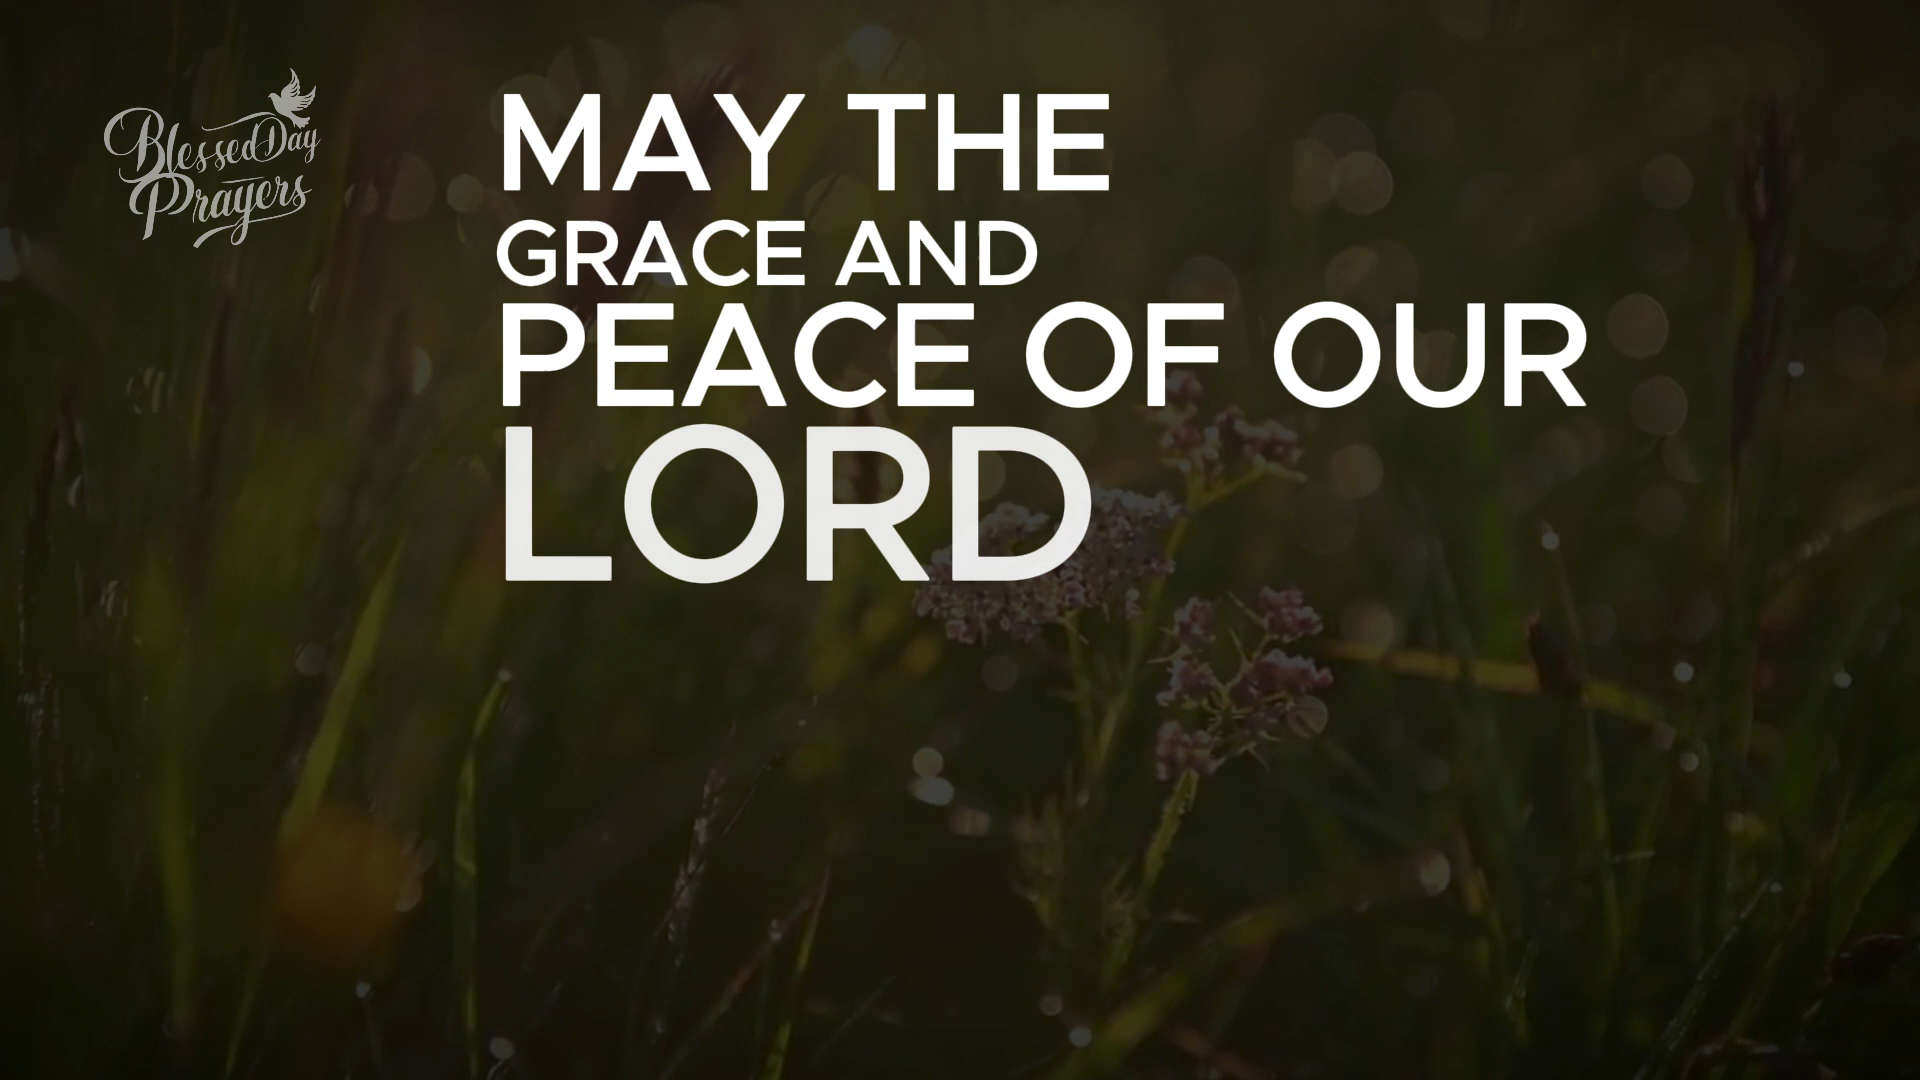 Blessed Day
Prayers
MAY THE
GRACE AND
PEACE OF OUR
LORD